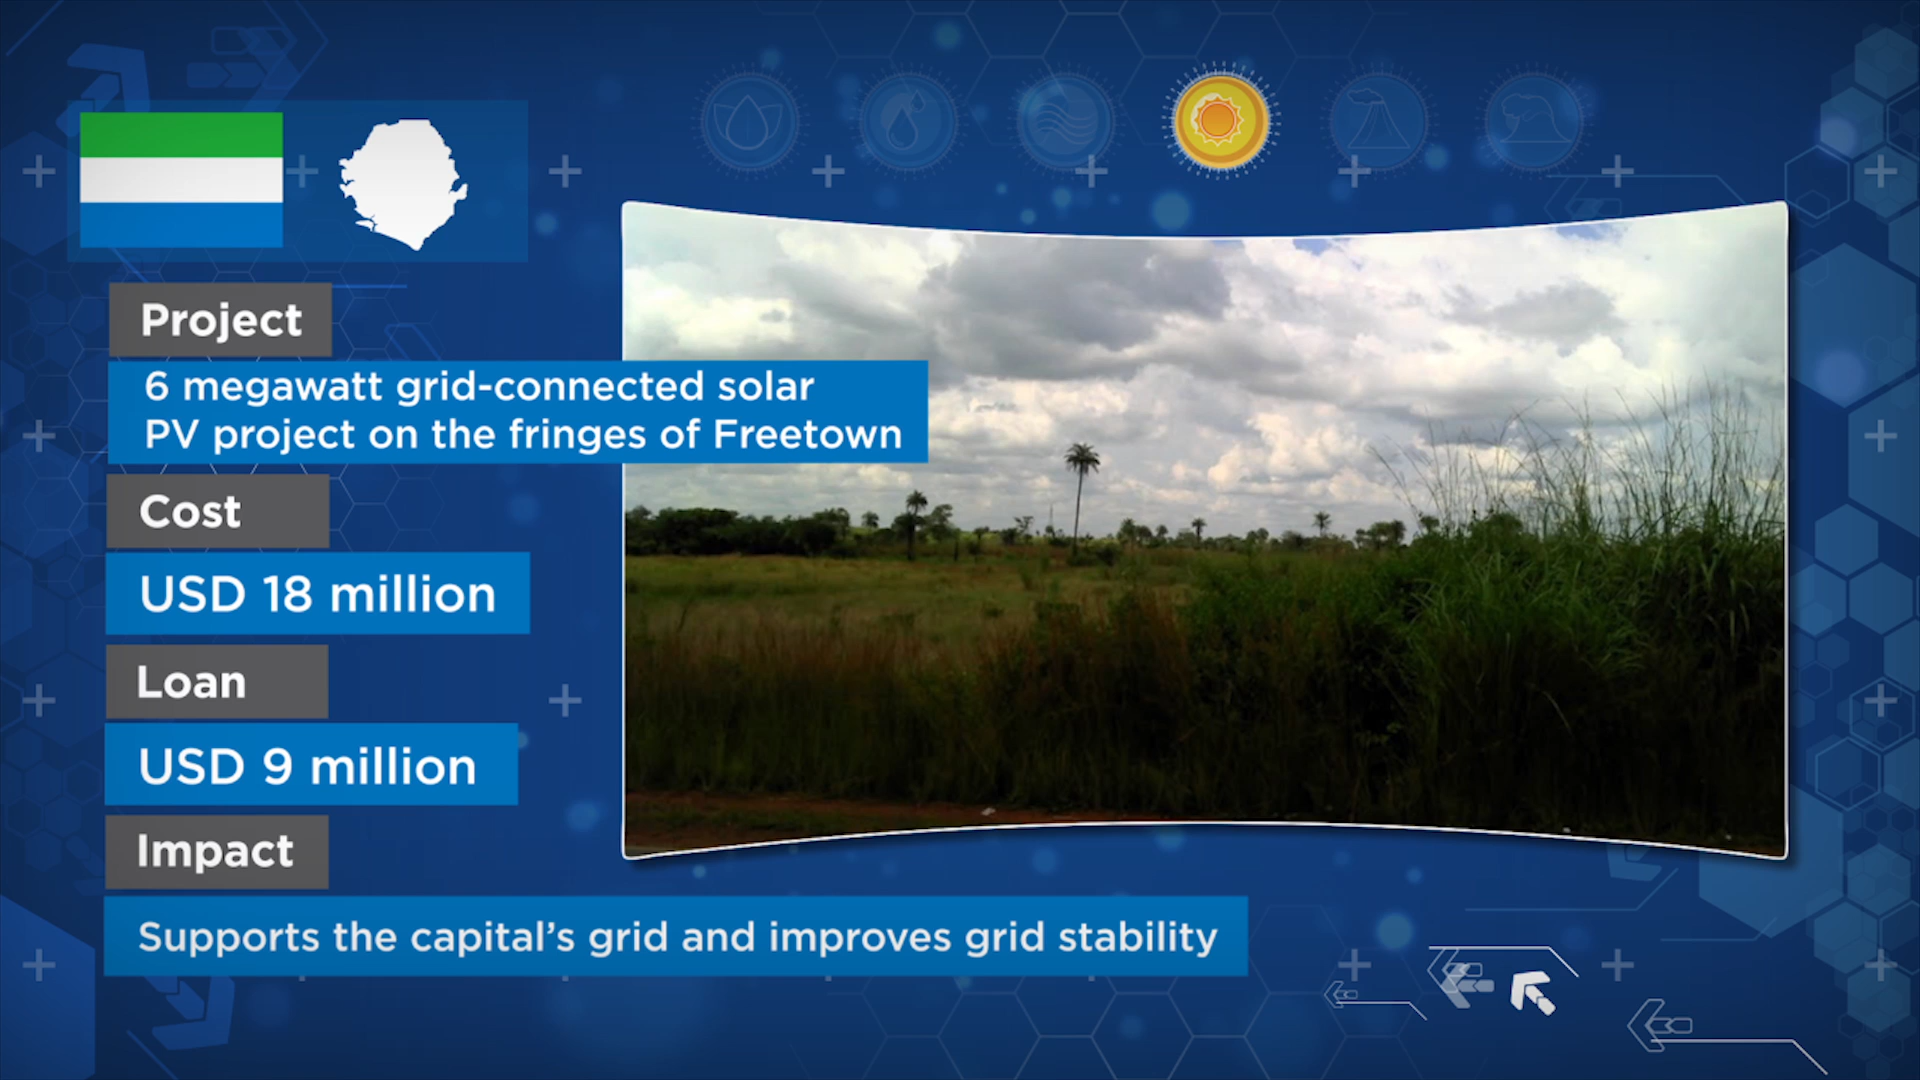 Project
6 megawatt grid-connected solar
PV project on the fringes of Freetown
Cost
USD 18 million
Loan
USD 9 million
Impact
Supports the capital's grid and improves grid stability